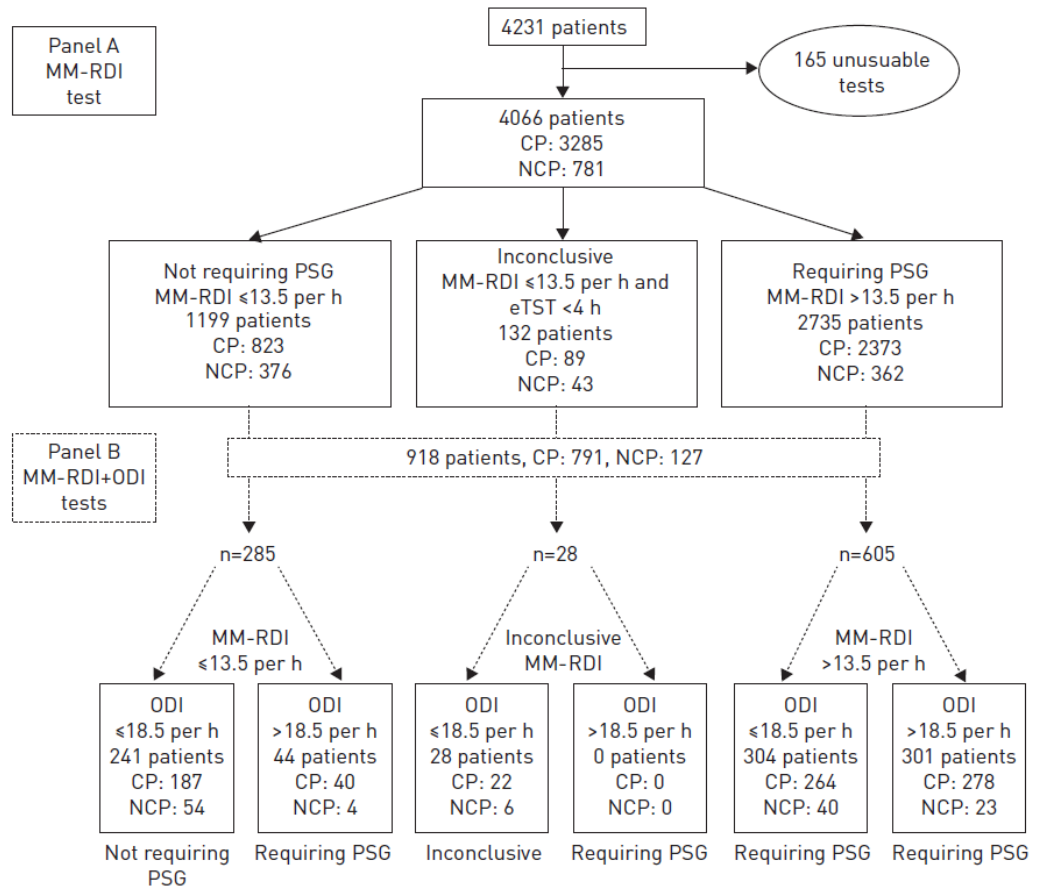 Panel A
MM-RDI
test
4231 patients
165 unusuable
tests
4066 patients
CP: 3285
NCP: 781
Not requiring PSG
MM-RDI ≤13.5 per h
1199 patients
CP: 823
NCP: 376
Inconclusive
MM-RDI ≤13.5 per h and
eTST <4 h
132 patients
CP: 89
NCP: 43
Requiring PSG
MM-RDI >13.5 per h
2735 patients
CP: 2373
NCP: 362
Panel B
MM-RDI+ODI
tests
918 patients, CP: 791, NCP: 127
n=285
n=28
n=605
MM-RDI
≤13.5 per h
Inconclusive
MM-RDI
MM-RDI
>13.5 per h
ODI
≤18.5 per h
241 patients
CP: 187
NCP: 54
Not requiring
PSG
ODI
>18.5 per h
44 patients
CP: 40
NCP: 4
Requiring PSG
ODI
≤18.5 per h
28 patients
CP: 22
NCP: 6
Inconclusive
ODI
>18.5 per h
0 patients
CP: 0
NCP: 0
Requiring PSG
ODI
≤18.5 per h
304 patients
CP: 264
NCP: 40
Requiring PSG
ODI
>18.5 per h
301 patients
CP: 278
NCP: 23
Requiring PSG